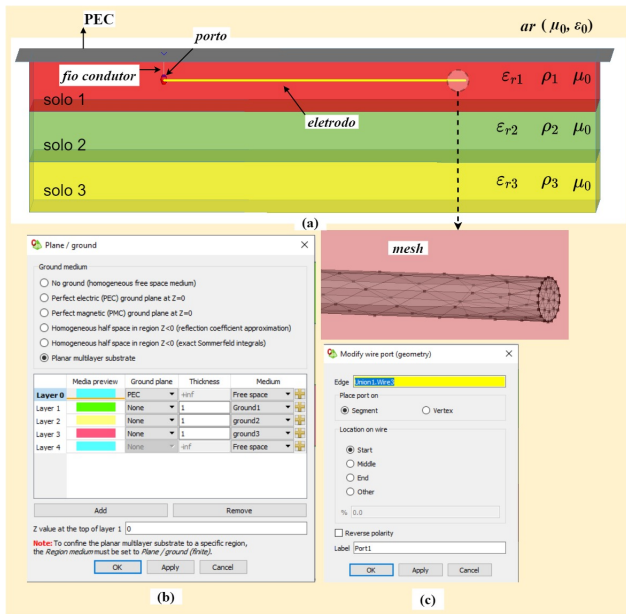 PEC
ar (μ₀, ε₀)
porto
fio condutor
εr1 ρ1 μ0
solo 1
eletrodo
εr2 ρ2 μ0
solo 2
εr3 ρ3 μ0
solo 3
(a)
Plane / ground
Ground medium
No ground (homogeneous free space medium)
Perfect electric (PEC) ground plane at Z=0
Perfect magnetic (PMC) ground plane at Z=0
Homogeneous half space in region Z<0 (reflection coefficient approximation)
Homogeneous half space in region Z<0 (exact Sommerfeld integrals)
Planar multilayer substrate
Media preview Ground plane Thickness Medium
Layer 0 PEC +inf Free space
Layer 1 None 1 Ground1
Layer 2 None 1 ground2
Layer 3 None 1 ground3
Layer 4 None +inf Free space
Add Remove
Z value at the top of layer 1 0
Note: To confine the planar multilayer substrate to a specific region,
the Region medium must be set to Plane / ground (finite).
OK Apply Cancel
(b)
mesh
Modify wire port (geometry)
Edge Union1.Wire3
Place port on
Segment Vertex
Location on wire
Start
Middle
End
Other
% 0.0
Reverse polarity
Label Port1
OK Apply Cancel
(c)